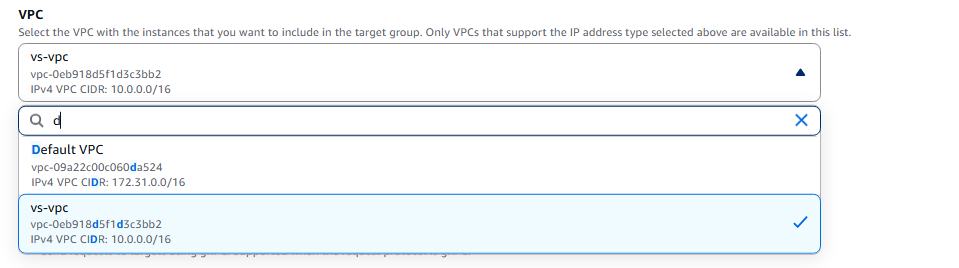 VPC
Select the VPC with the instances that you want to include in the target group. Only VPCs that support the IP address type selected above are available in this list.
vs-vpc
vpc-0eb918d5f1d3c3bb2
IPv4 VPC CIDR: 10.0.0.0/16
d
Default VPC
vpc-09a22c00c060da524
IPv4 VPC CIDR: 172.31.0.0/16
vs-vpc
vpc-0eb918d5f1d3c3bb2
IPv4 VPC CIDR: 10.0.0.0/16